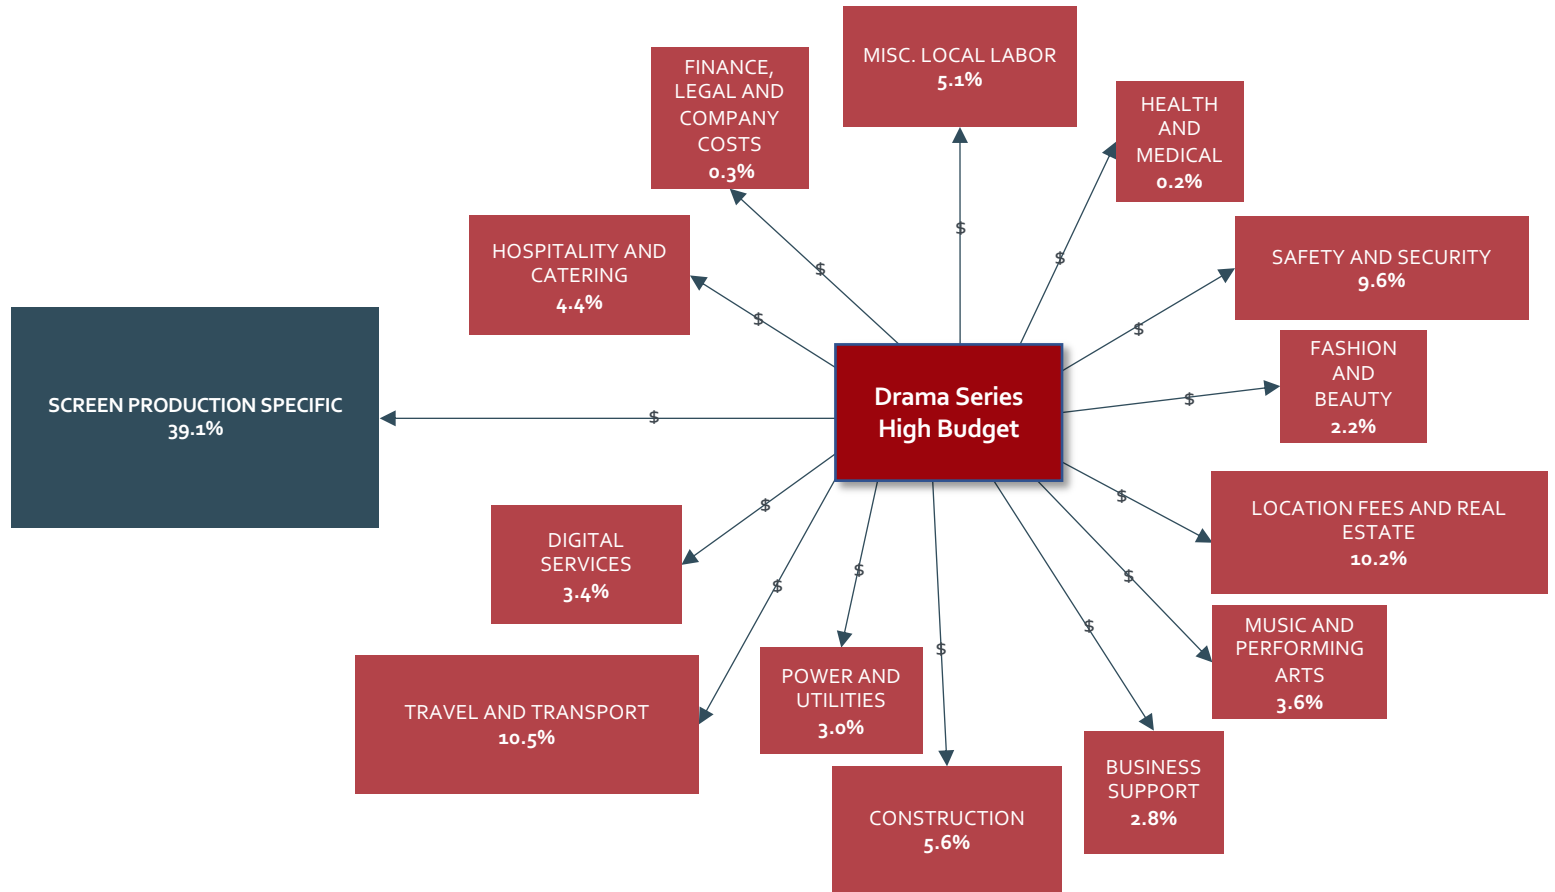 MISC. LOCAL LABOR
5.1%
FINANCE,
LEGAL AND
COMPANY
COSTS
0.3%
HEALTH
AND
MEDICAL
0.2%
HOSPITALITY AND
CATERING
4.4%
SAFETY AND SECURITY
9.6%
SCREEN PRODUCTION SPECIFIC
39.1%
Drama Series
High Budget
FASHION
AND
BEAUTY
2.2%
LOCATION FEES AND REAL
ESTATE
10.2%
DIGITAL
SERVICES
3.4%
MUSIC AND
PERFORMING
ARTS
3.6%
TRAVEL AND TRANSPORT
10.5%
POWER AND
UTILITIES
3.0%
CONSTRUCTION
5.6%
BUSINESS
SUPPORT
2.8%
$
$
$
$
$
$
$
$
$
$
$
$
$
$